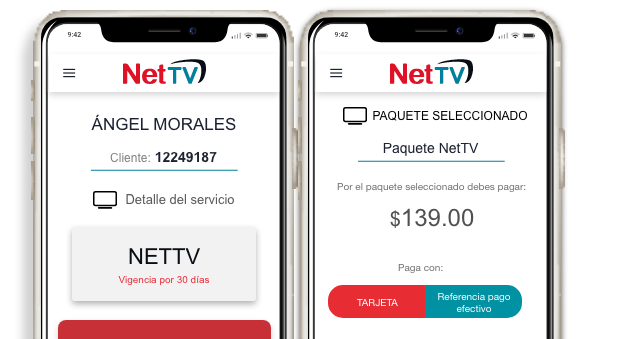 9:42
NetTV
ÁNGEL MORALES
Cliente: 12249187
Detalle del servicio
NETTV
Vigencia por 30 días
9:42
NetTV
PAQUETE SELECCIONADO
Paquete NetTV
Por el paquete seleccionado debes pagar:
$139.00
Paga con:
TARJETA
Referencia pago
efectivo